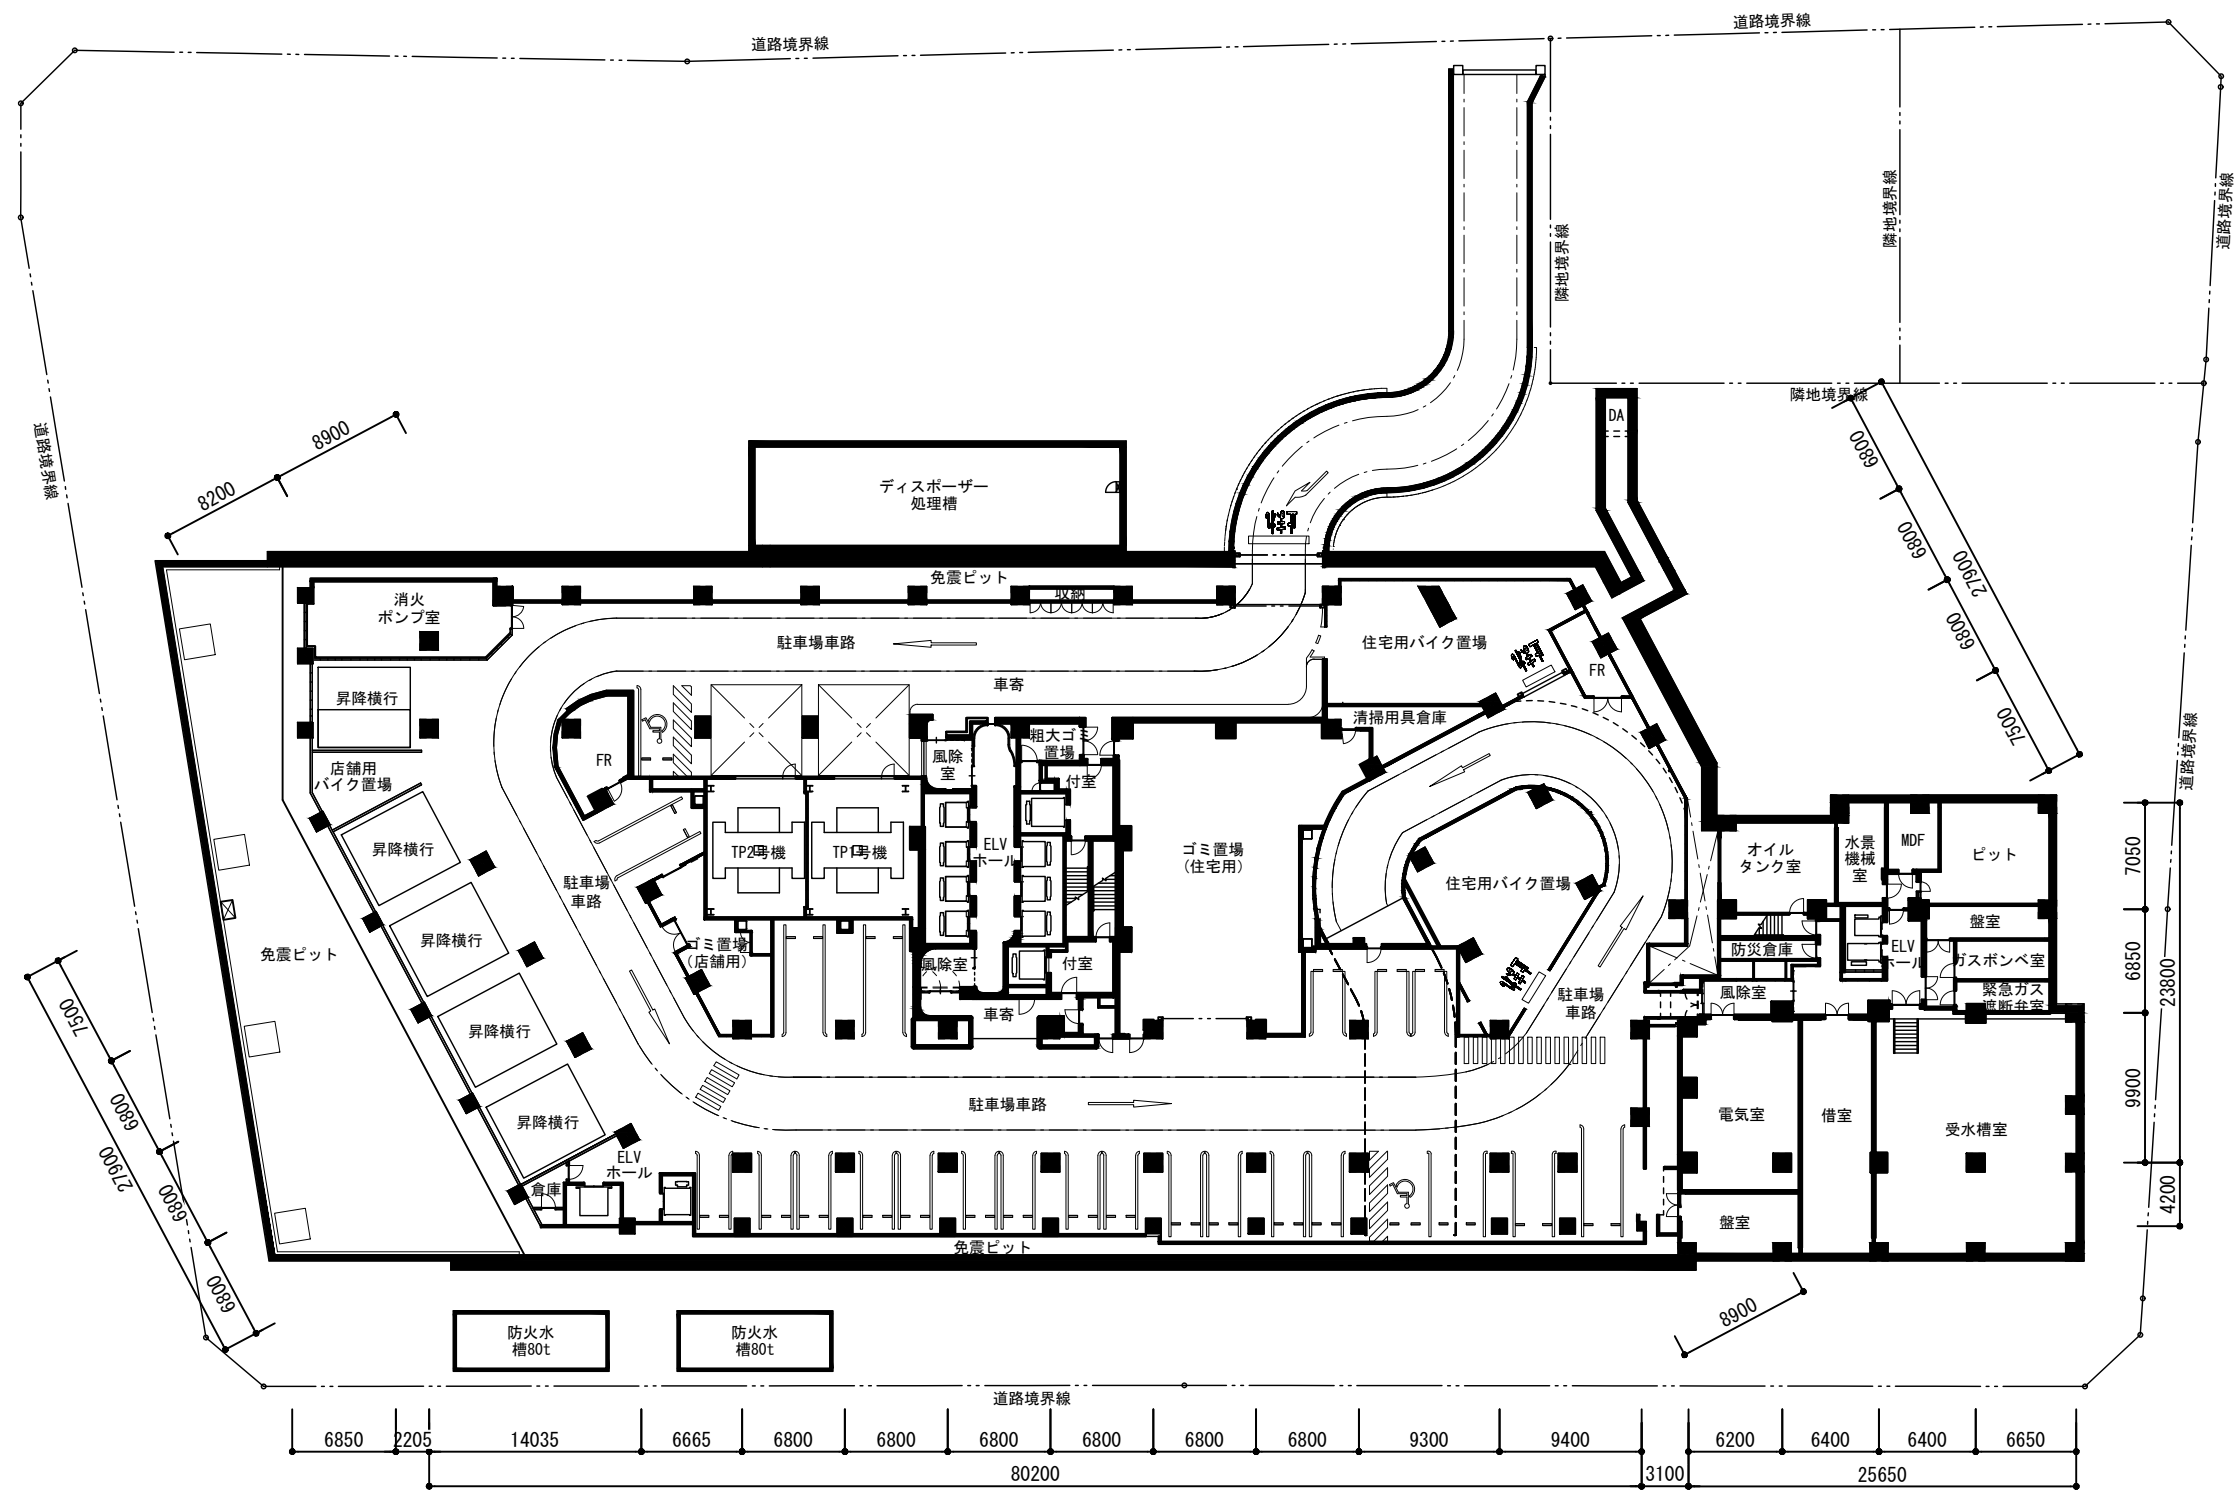 道路境界線
道路境界線
道路境界線
隣地境界線
隣地境界線
隣地境界線
道路境界線
8200
8900
DA
6800
6800
6800
7500
27900
ディスポーザー
処理槽
免震ピット
収納
消火
ポンプ室
駐車場車路
住宅用バイク置場
FR
昇降横行
車寄
清掃用具倉庫
店舗用
バイク置場
FR
風除
室
粗大ゴミ
置場
付室
道路境界線
昇降横行
TP2号機
TP1号機
ELV
ホール
ゴミ置場
(住宅用)
住宅用バイク置場
オイル
タンク室
水景
機械
室
MDF
ピット
7050
駐車場
車路
昇降横行
盤室
免震ピット
ゴミ置場
(店舗用)
風除室
付室
防災倉庫
ELV
ホール
ガスボンベ室
6850
23800
駐車場
車路
風除室
緊急ガス
遮断弁室
車寄
昇降横行
7500
6800
6800
6800
27900
駐車場車路
昇降横行
電気室
借室
受水槽室
9900
ELV
ホール
倉庫
盤室
4200
免震ピット
防火水
槽80t
防火水
槽80t
8900
道路境界線
6850
2205
14035
6665
6800
6800
6800
6800
6800
6800
9300
9400
6200
6400
6400
6650
80200
3100
25650